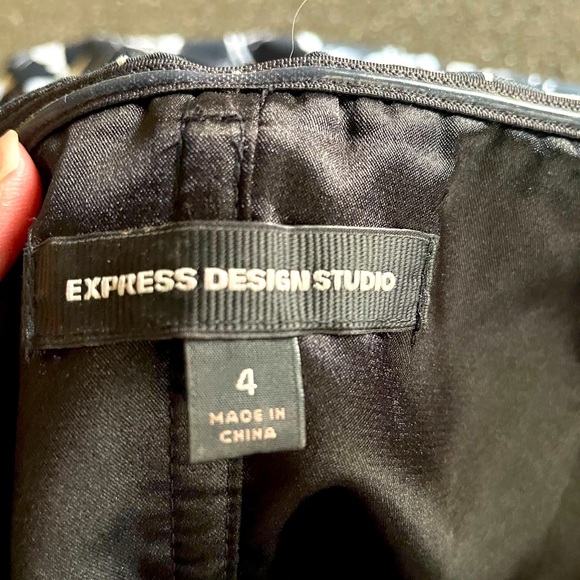 EXPRESS DESIGN STUDIO
4
MADE IN
CHINA